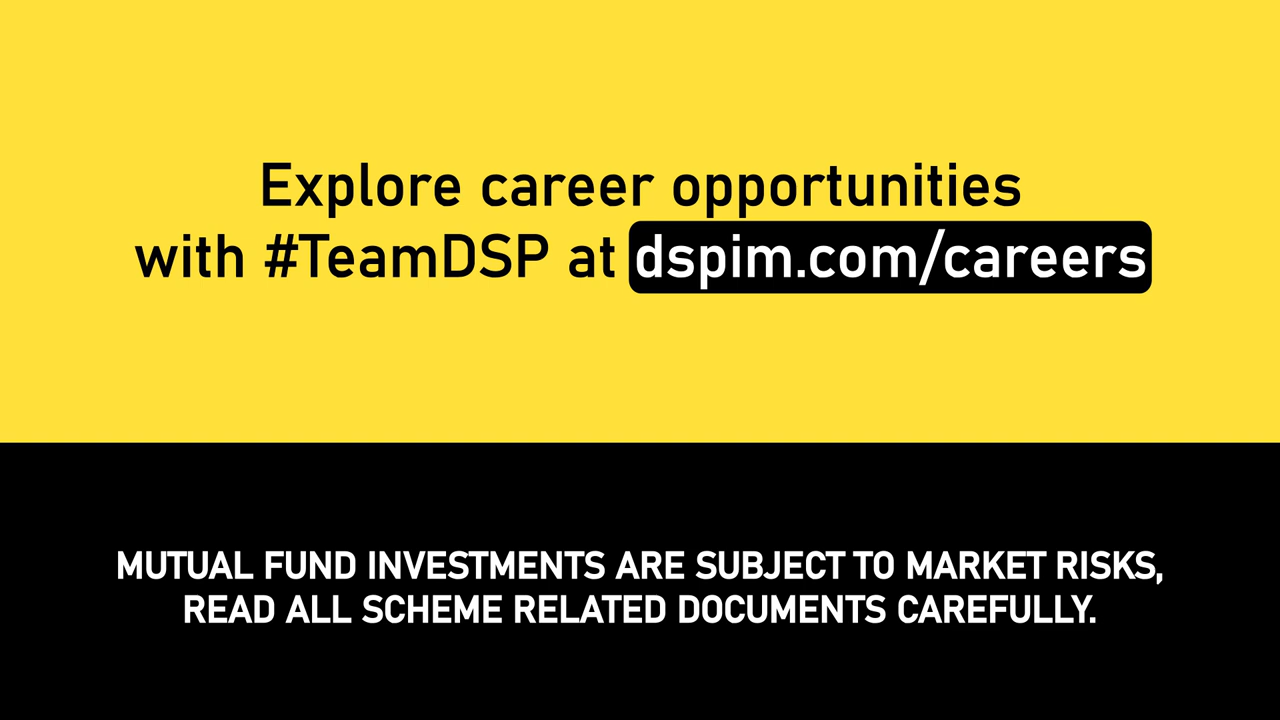 Explore career opportunities
with #TeamDSP at dspim.com/careers
MUTUAL FUND INVESTMENTS ARE SUBJECT TO MARKET RISKS,
READ ALL SCHEME RELATED DOCUMENTS CAREFULLY.